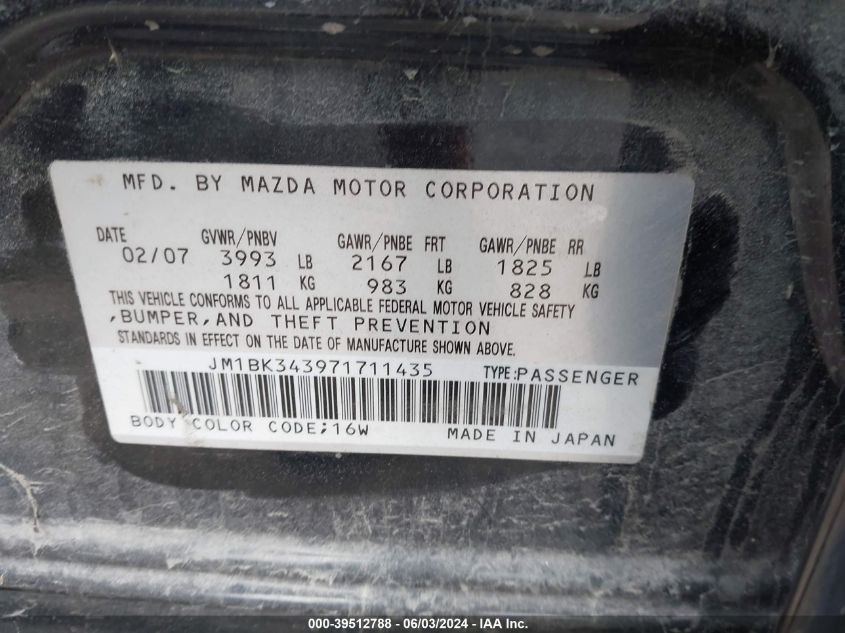 MFD. BY MAZDA MOTOR CORPORATION
DATE GVWR/PNBV GAWR/PNBE FRT GAWR/PNBE RR
02/07 3993 LB 2167 LB 1825 LB
1811 KG 983 KG 828 KG
THIS VEHICLE CONFORMS TO ALL APPLICABLE FEDERAL MOTOR VEHICLE SAFETY
,BUMPER,AND THEFT PREVENTION
STANDARDS IN EFFECT ON THE DATE OF MANUFACTURE SHOWN ABOVE.
JM1BK343971711435 TYPE:PASSENGER
BODY COLOR CODE;16W MADE IN JAPAN
000-39512788 - 06/03/2024 - IAA Inc.